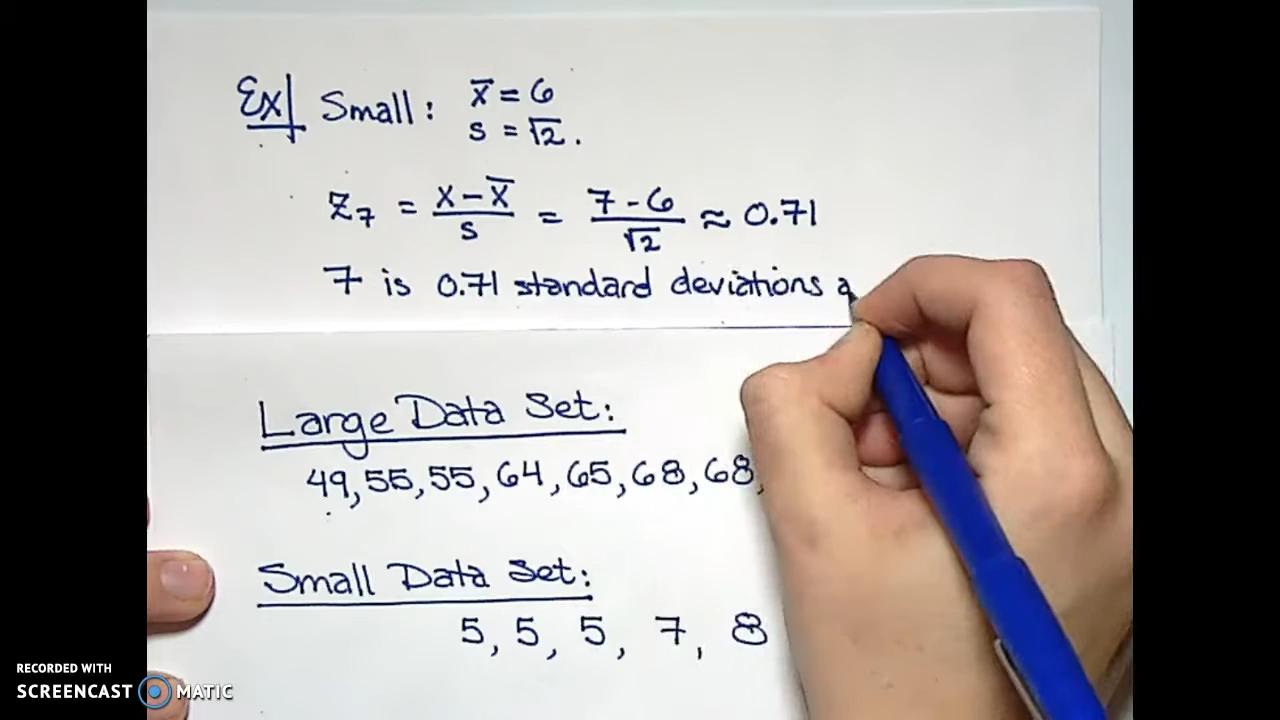 Ex| Small: x̅ = 6
s = √2.
Z₇ = (x - x̅)/s = (7 - 6)/√2 ≈ 0.71
7 is 0.71 standard deviations a
Large Data Set:
49, 55, 55, 64, 65, 68, 68,
Small Data Set:
5, 5, 5, 7, 8
RECORDED WITH
SCREENCAST MATIC